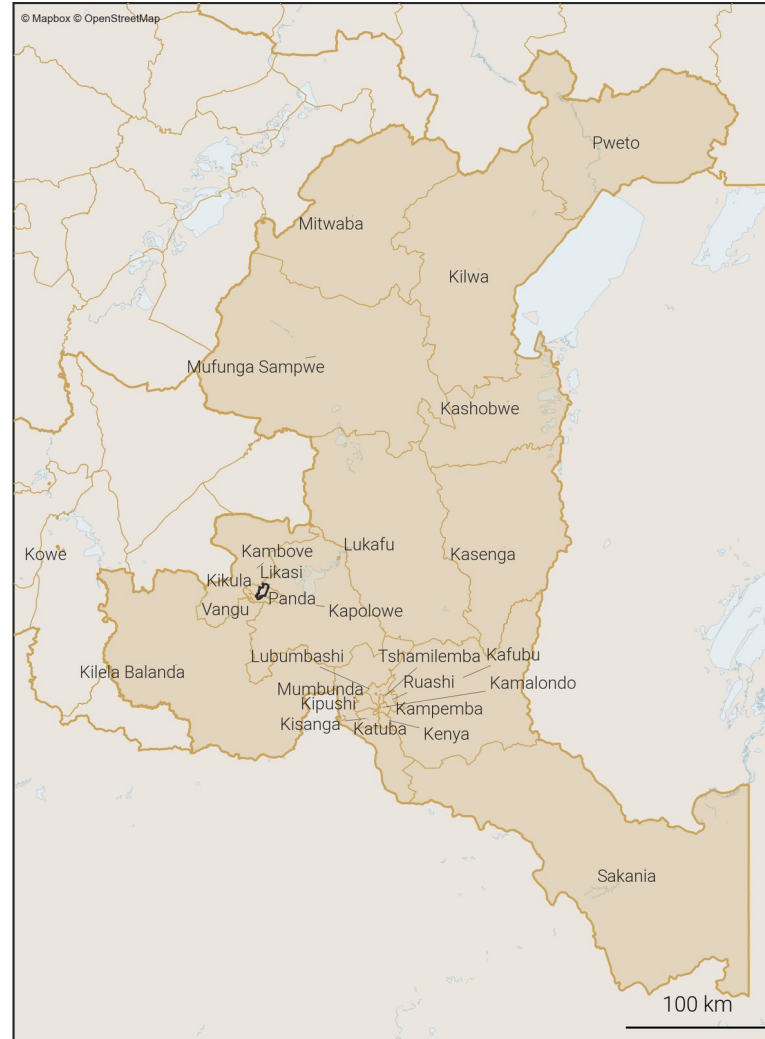 © Mapbox © OpenStreetMap
Pweto
Mitwaba
Kilwa
Mufunga Sampwe
Kashobwe
Lukafu
Kambove
Kasenga
Kowe
Likasi
Kikula
Panda
Vangu
Kapolowe
Lubumbashi
Tshamilemba
Kafubu
Kilela Balanda
Ruashi
Kamalondo
Mumbunda
Kipushi
Kampemba
Kisanga
Katuba
Kenya
Sakania
100 km